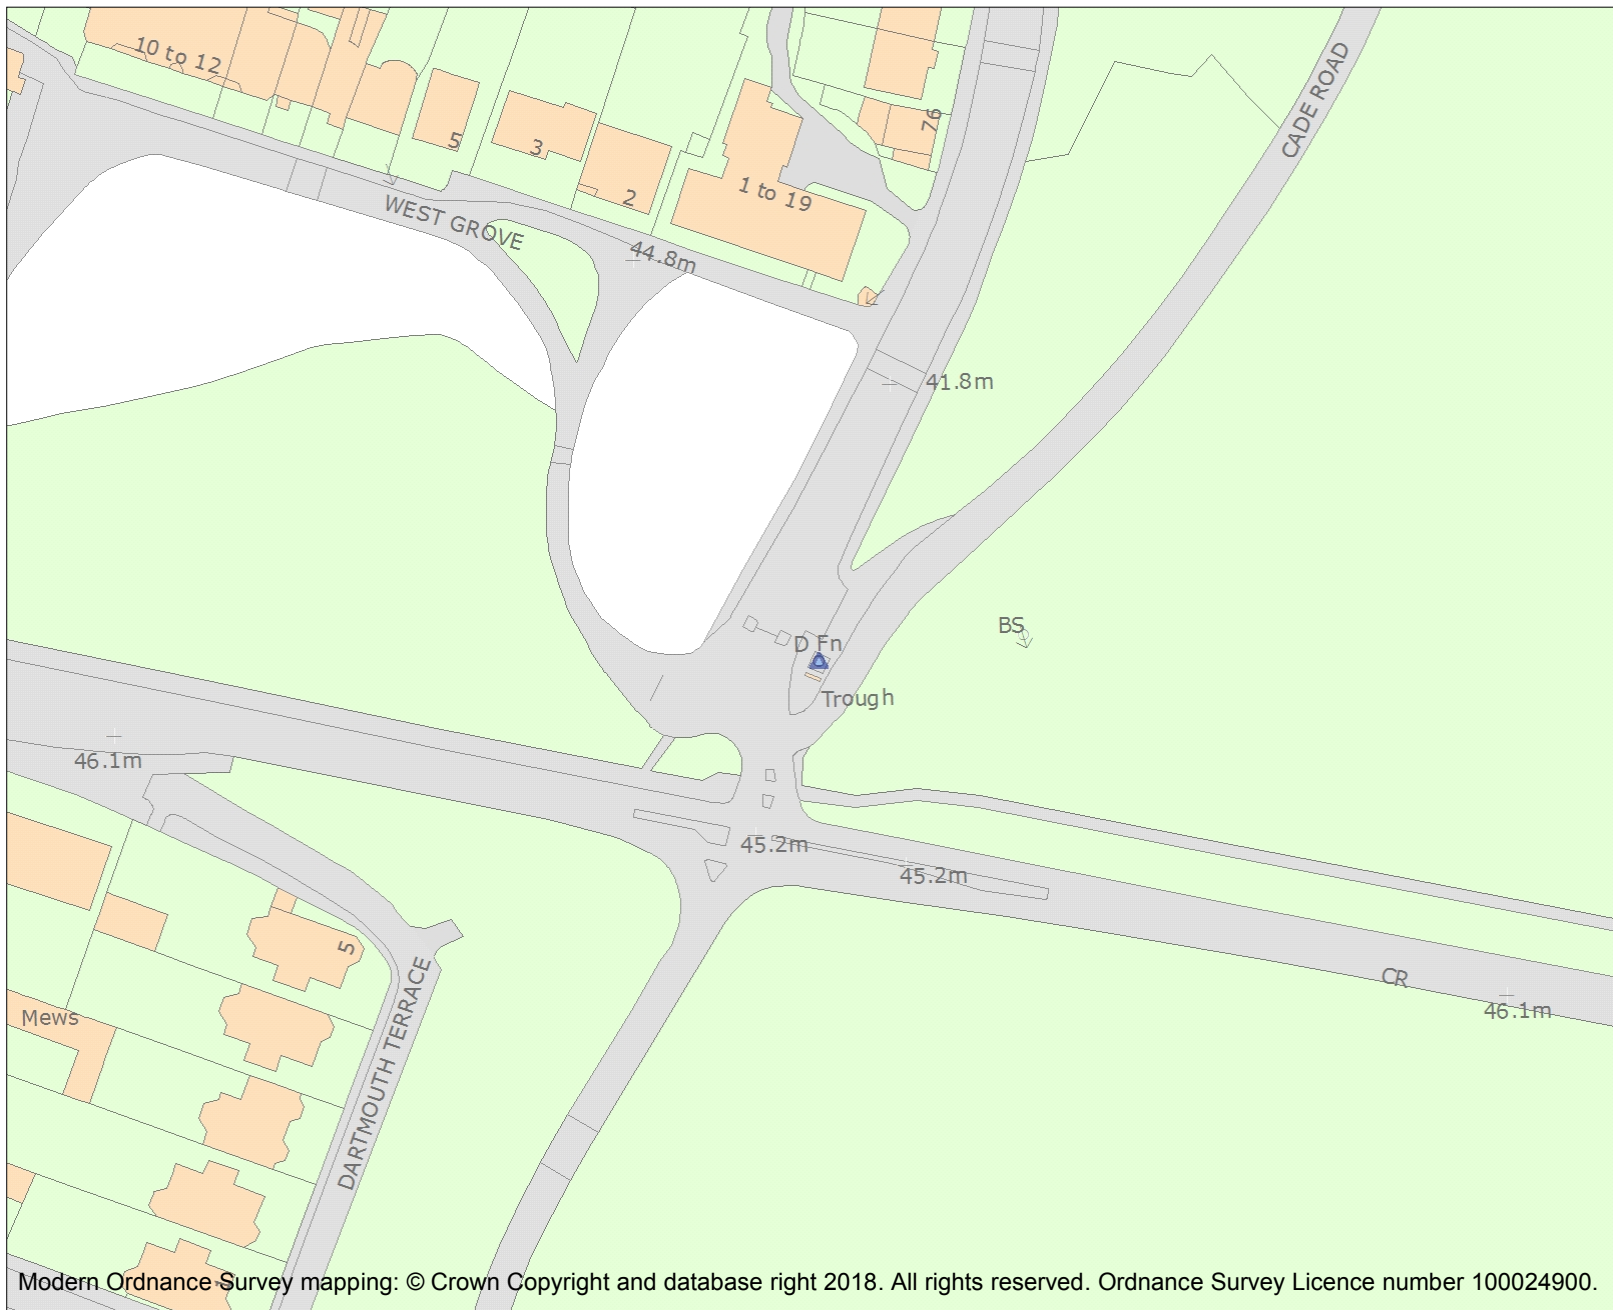 10 to 12
5
3
2
1 to 19
76
CADE ROAD
WEST GROVE
44.8m
41.8m
BS
D Fn
Trough
46.1m
45.2m
45.2m
CR
46.1m
5
Mews
DARTMOUTH TERRACE
Modern Ordnance Survey mapping: © Crown Copyright and database right 2018. All rights reserved. Ordnance Survey Licence number 100024900.